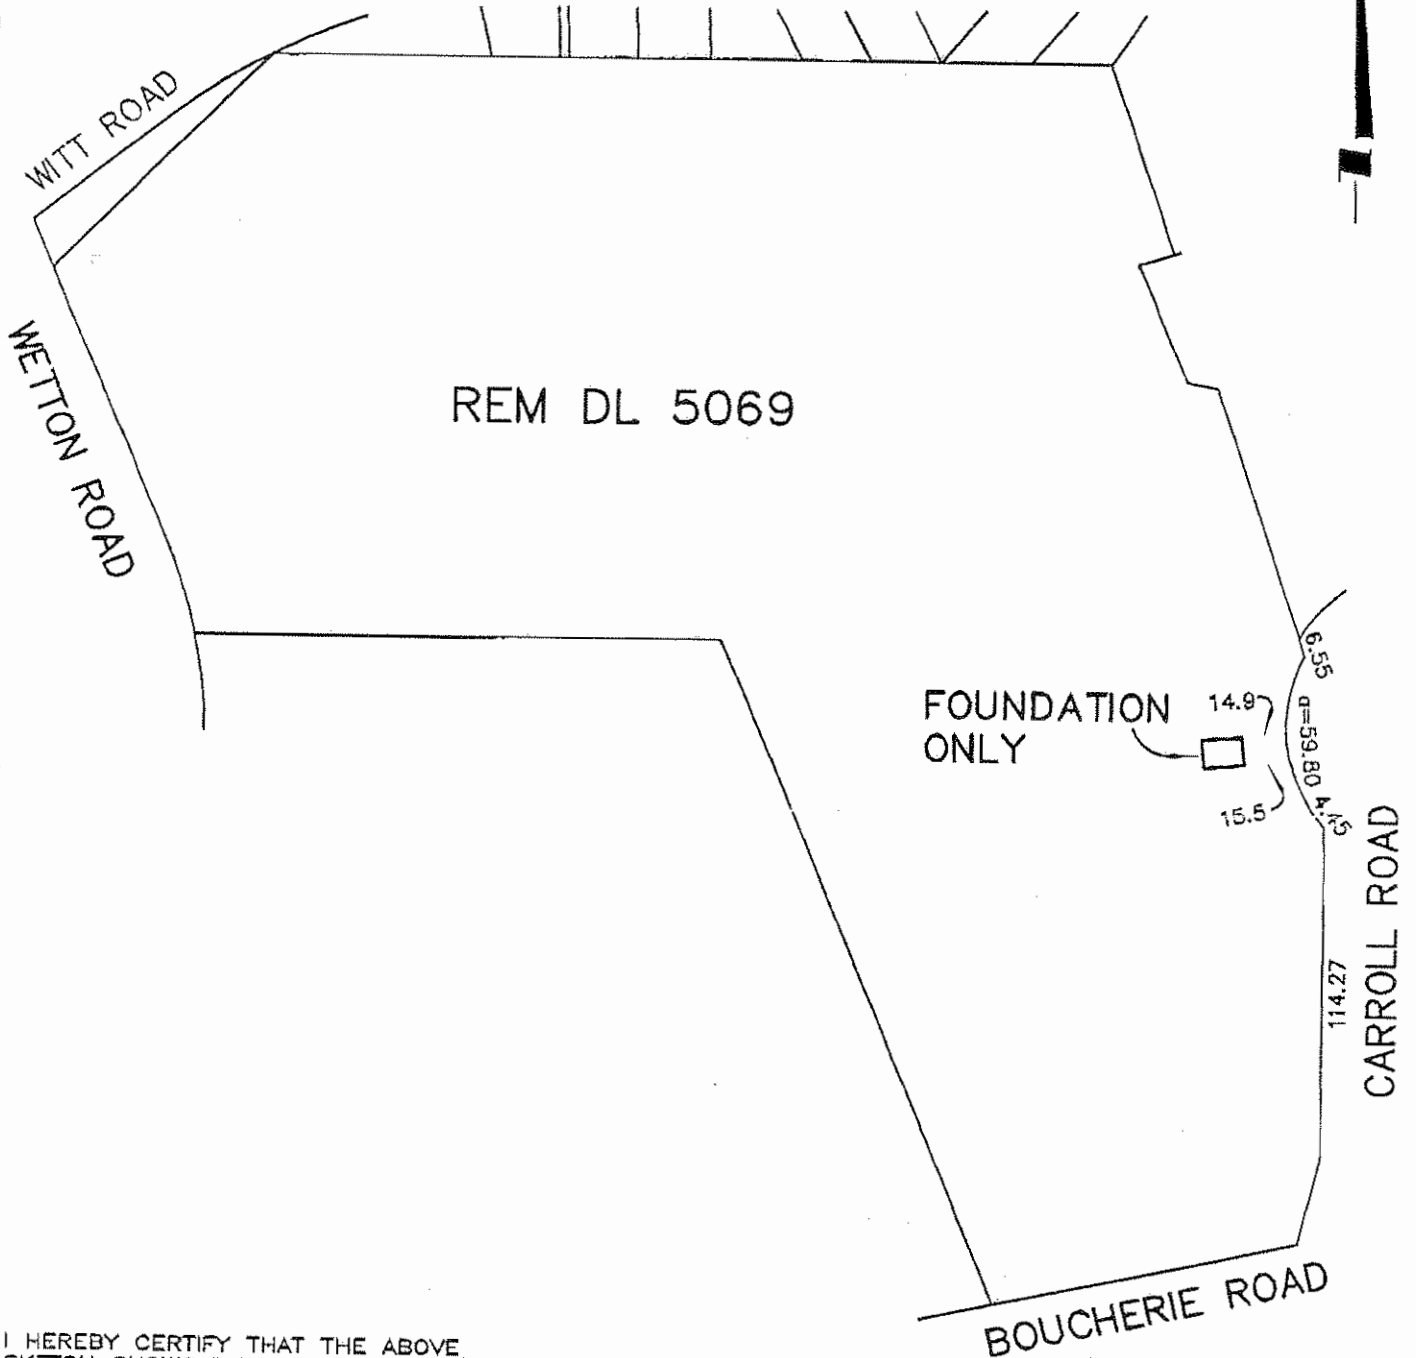 WITT ROAD
WETTON ROAD
REM DL 5069
6.55
FOUNDATION
ONLY
14.9
a=59.80
15.5
4.45
CARROLL ROAD
114.27
BOUCHERIE ROAD
I HEREBY CERTIFY THAT THE ABOVE